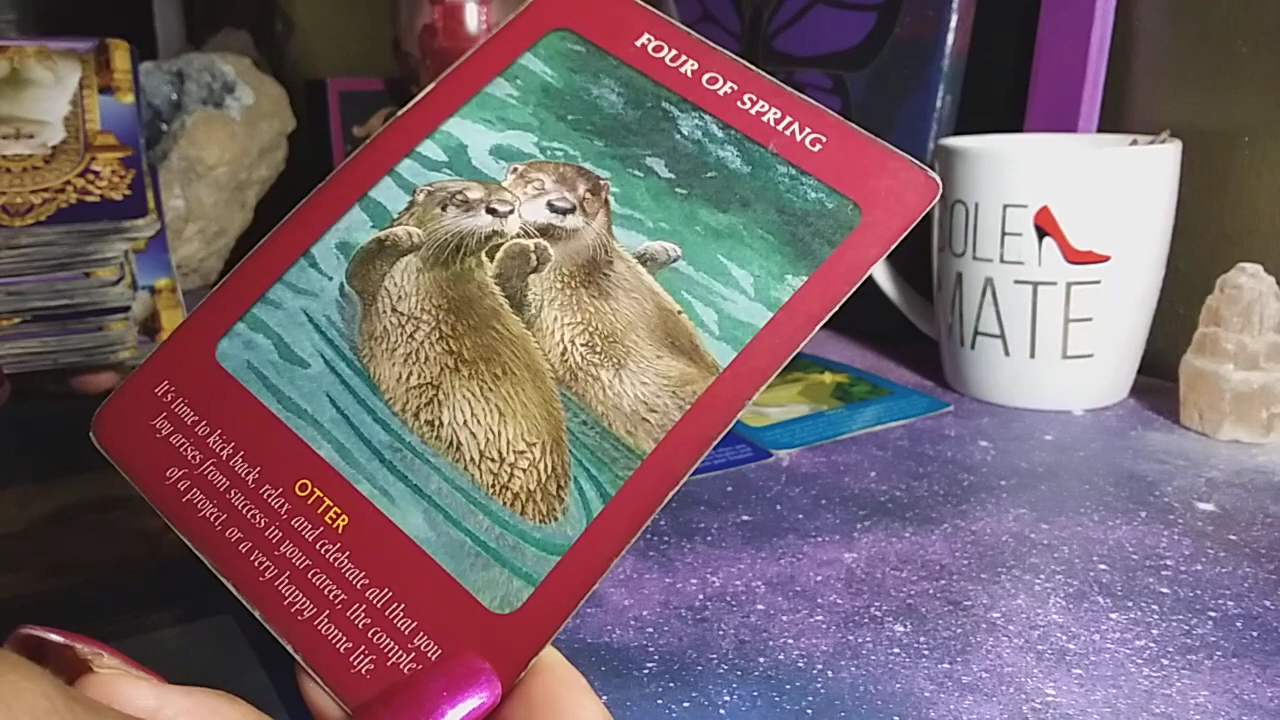 FOUR OF SPRING
OTTER
It's time to kick back, relax, and celebrate all that you
Joy arises from success in your career, the comple
of a project, or a very happy home life.
OLE
MATE